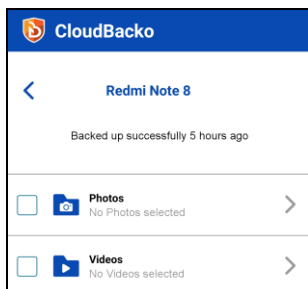 CloudBacko
Redmi Note 8
Backed up successfully 5 hours ago
Photos
No Photos selected
Videos
No Videos selected